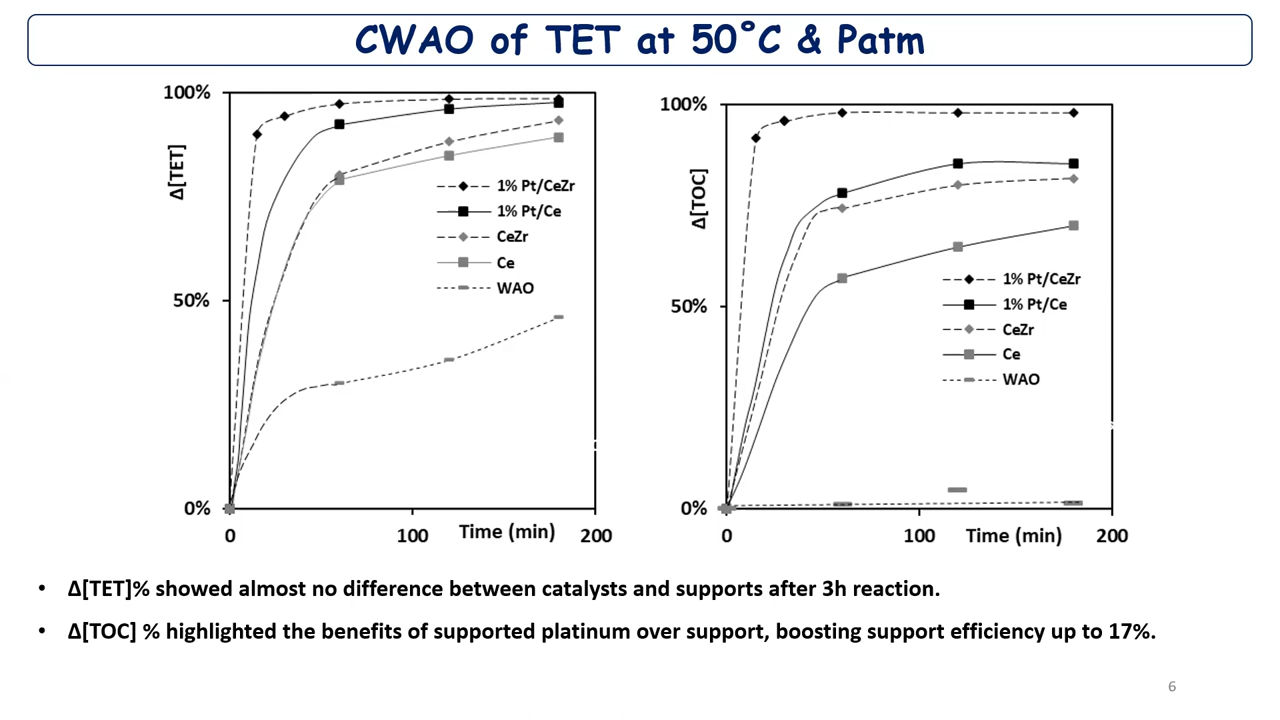 CWAO of TET at 50°C & Patm
100%
50%
0%
Δ[TET]
1% Pt/CeZr
1% Pt/Ce
CeZr
Ce
WAO
0
100
Time (min)
200
100%
50%
0%
Δ[TOC]
1% Pt/CeZr
1% Pt/Ce
CeZr
Ce
WAO
0
100
Time (min)
200
• Δ[TET]% showed almost no difference between catalysts and supports after 3h reaction.
• Δ[TOC] % highlighted the benefits of supported platinum over support, boosting support efficiency up to 17%.
6